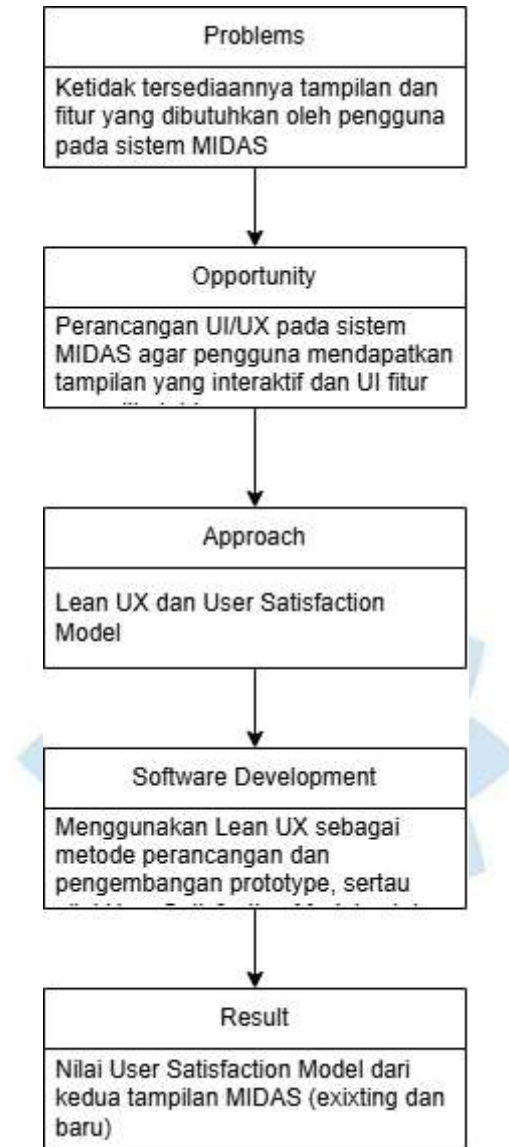 Problems
Ketidak tersediaannya tampilan dan
fitur yang dibutuhkan oleh pengguna
pada sistem MIDAS
Opportunity
Perancangan UI/UX pada sistem
MIDAS agar pengguna mendapatkan
tampilan yang interaktif dan UI fitur
Approach
Lean UX dan User Satisfaction
Model
Software Development
Menggunakan Lean UX sebagai
metode perancangan dan
pengembangan prototype, sertau
Result
Nilai User Satisfaction Model dari
kedua tampilan MIDAS (exixting dan
baru)